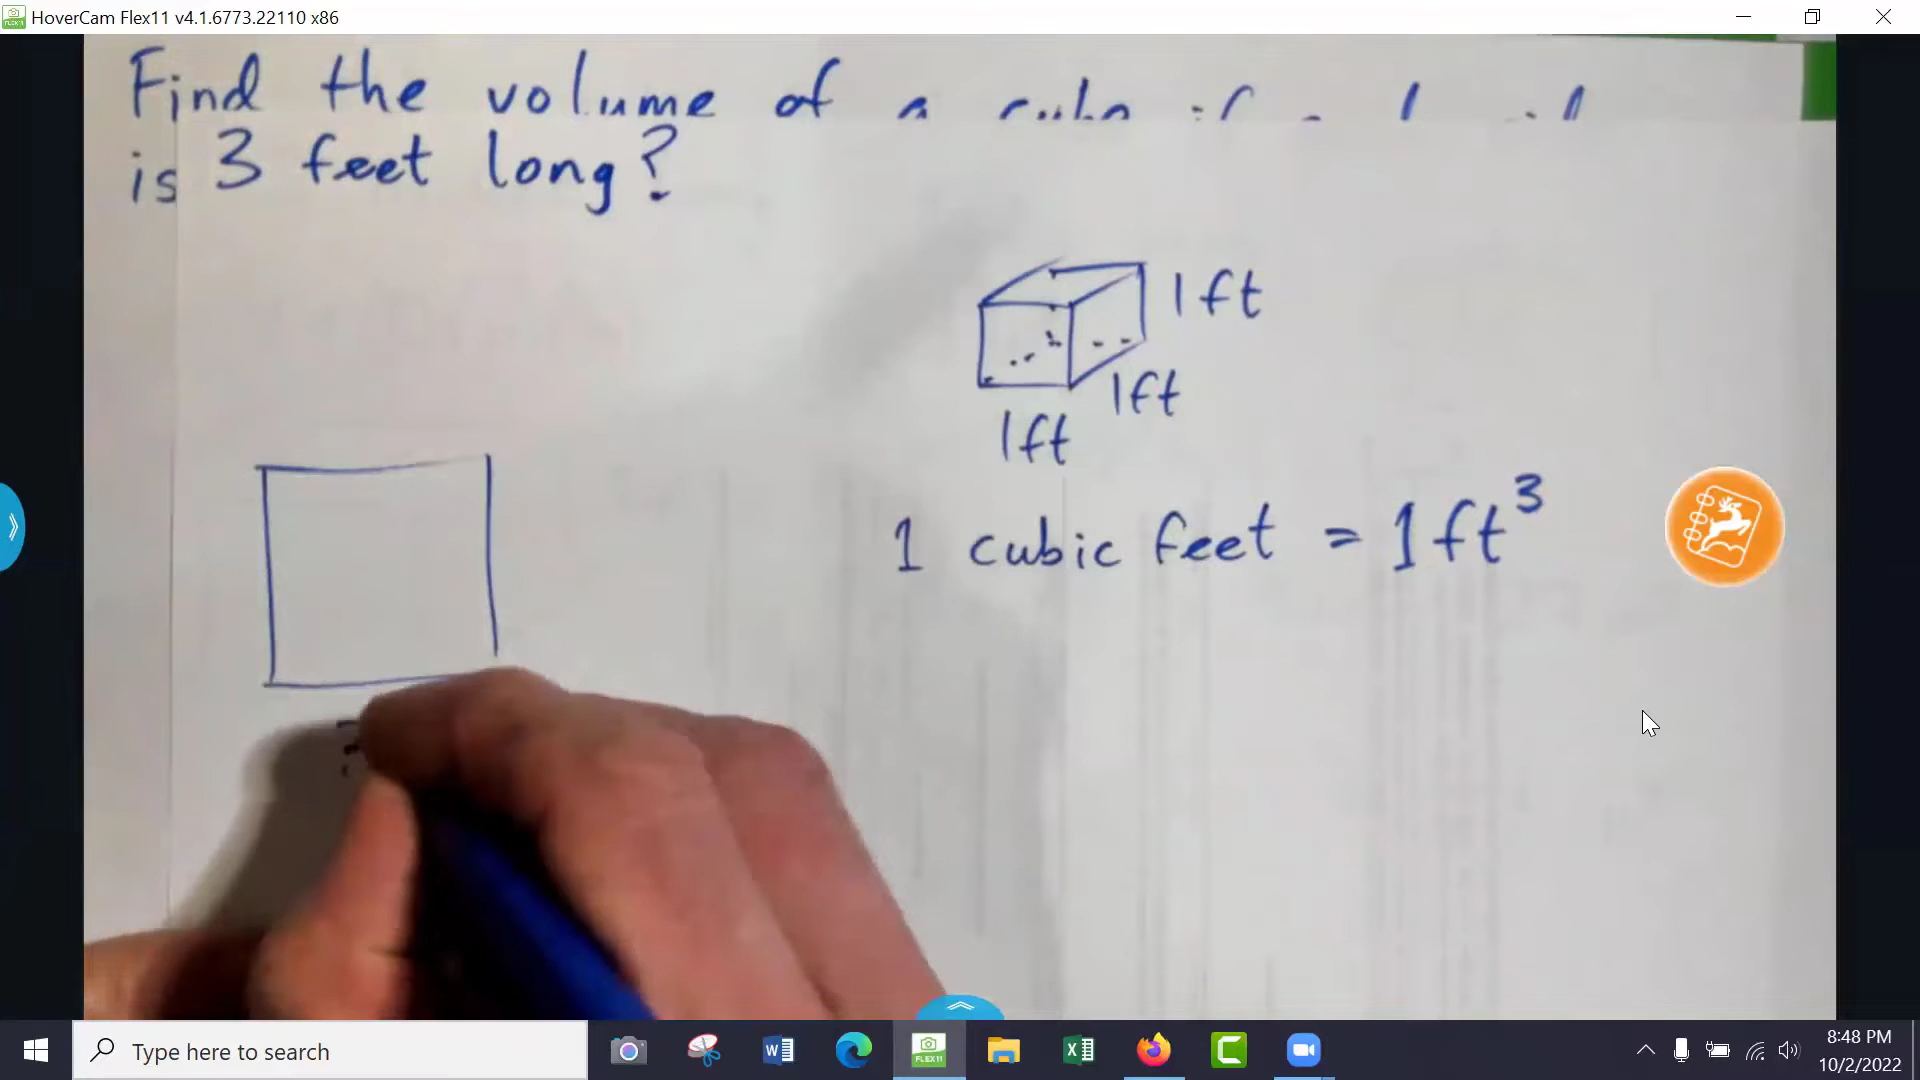 HoverCam Flex11 v4.1.6773.22110 x86
Find the volume of a
is 3 feet long?
1ft
1ft
1ft
1 cubic feet = 1ft³
FLEX11
Type here to search
8:48 PM
10/2/2022